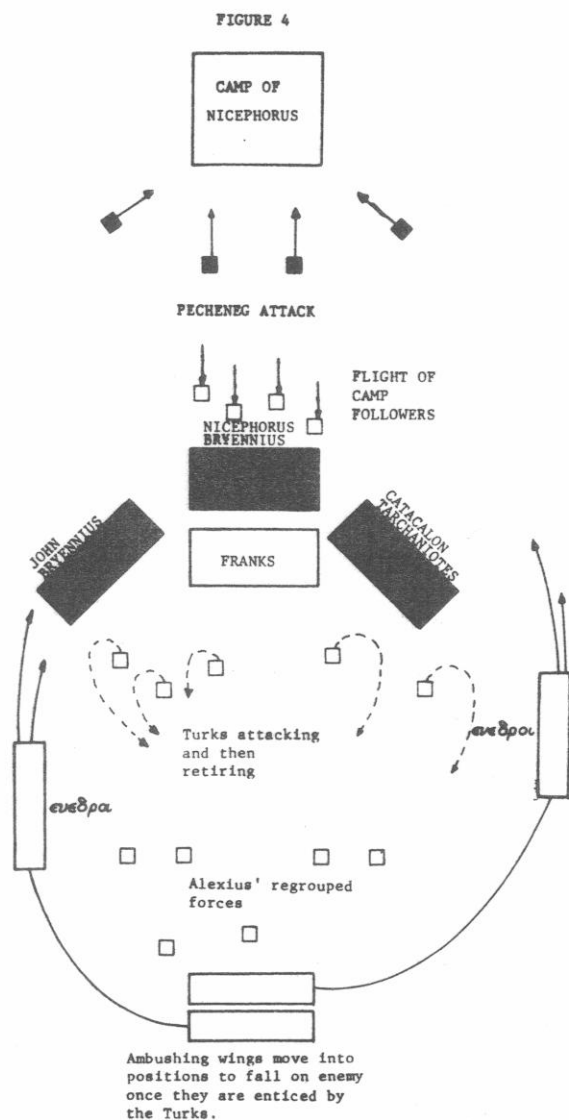 FIGURE 4
CAMP OF
NICEPHORUS
PECHENEG ATTACK
FLIGHT OF
CAMP
FOLLOWERS
NICEPHORUS
BRYENNIUS
JOHN
BRYENNIUS
FRANKS
CATACALON
TARCHANIOTES
Turks attacking
and then
retiring
ενεδρα
ενεδρα
Alexius' regrouped
forces
Ambushing wings move into
positions to fall on enemy
once they are enticed by
the Turks.